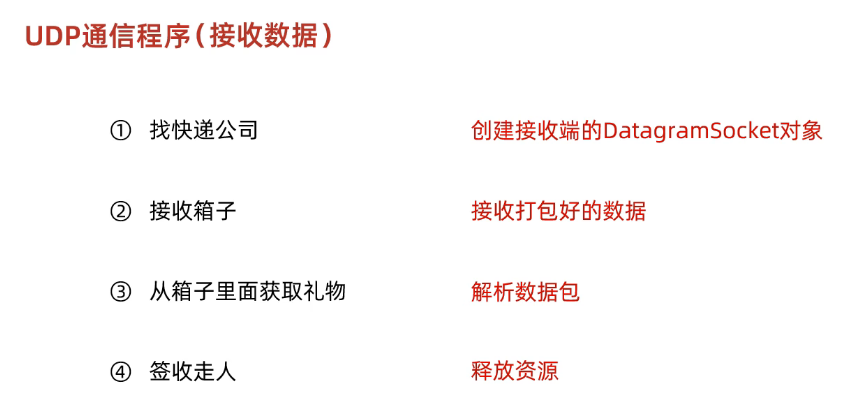 UDP通信程序（接收数据）
① 找快递公司 创建接收端的DatagramSocket对象
② 接收箱子 接收打包好的数据
③ 从箱子里面获取礼物 解析数据包
④ 签收走人 释放资源